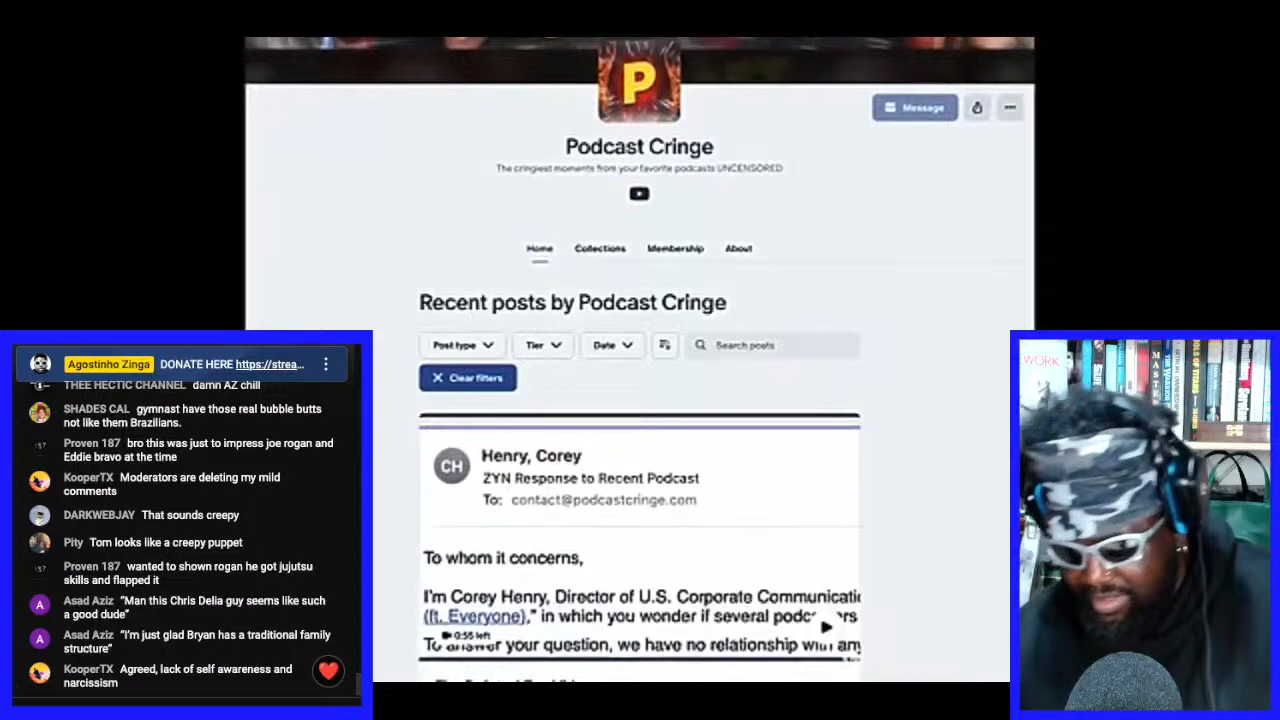 P
Message
Podcast Cringe
The cringiest moments from your favorite podcasts UNCENSORED
Home Collections Membership About
Recent posts by Podcast Cringe
Post type Tier Date Search posts
Clear filters
CH Henry, Corey
ZYN Response to Recent Podcast
To: contact@podcastcringe.com
To whom it concerns,
I'm Corey Henry, Director of U.S. Corporate Communicatio
(ft. Everyone)," in which you wonder if several podc ers
0:55 left
To answer your question, we have no relationship with any
Agostinho Zinga DONATE HERE https://strea...
THEE HECTIC CHANNEL damn AZ chill
SHADES CAL gymnast have those real bubble butts
not like them Brazilians.
Proven 187 bro this was just to impress joe rogan and
Eddie bravo at the time
KooperTX Moderators are deleting my mild
comments
DARKWEBJAY That sounds creepy
Pity Tom looks like a creepy puppet
Proven 187 wanted to shown rogan he got jujutsu
skills and flapped it
A Asad Aziz “Man this Chris Delia guy seems like such
a good dude”
A Asad Aziz “I'm just glad Bryan has a traditional family
structure”
KooperTX Agreed, lack of self awareness and
narcissism
WORK